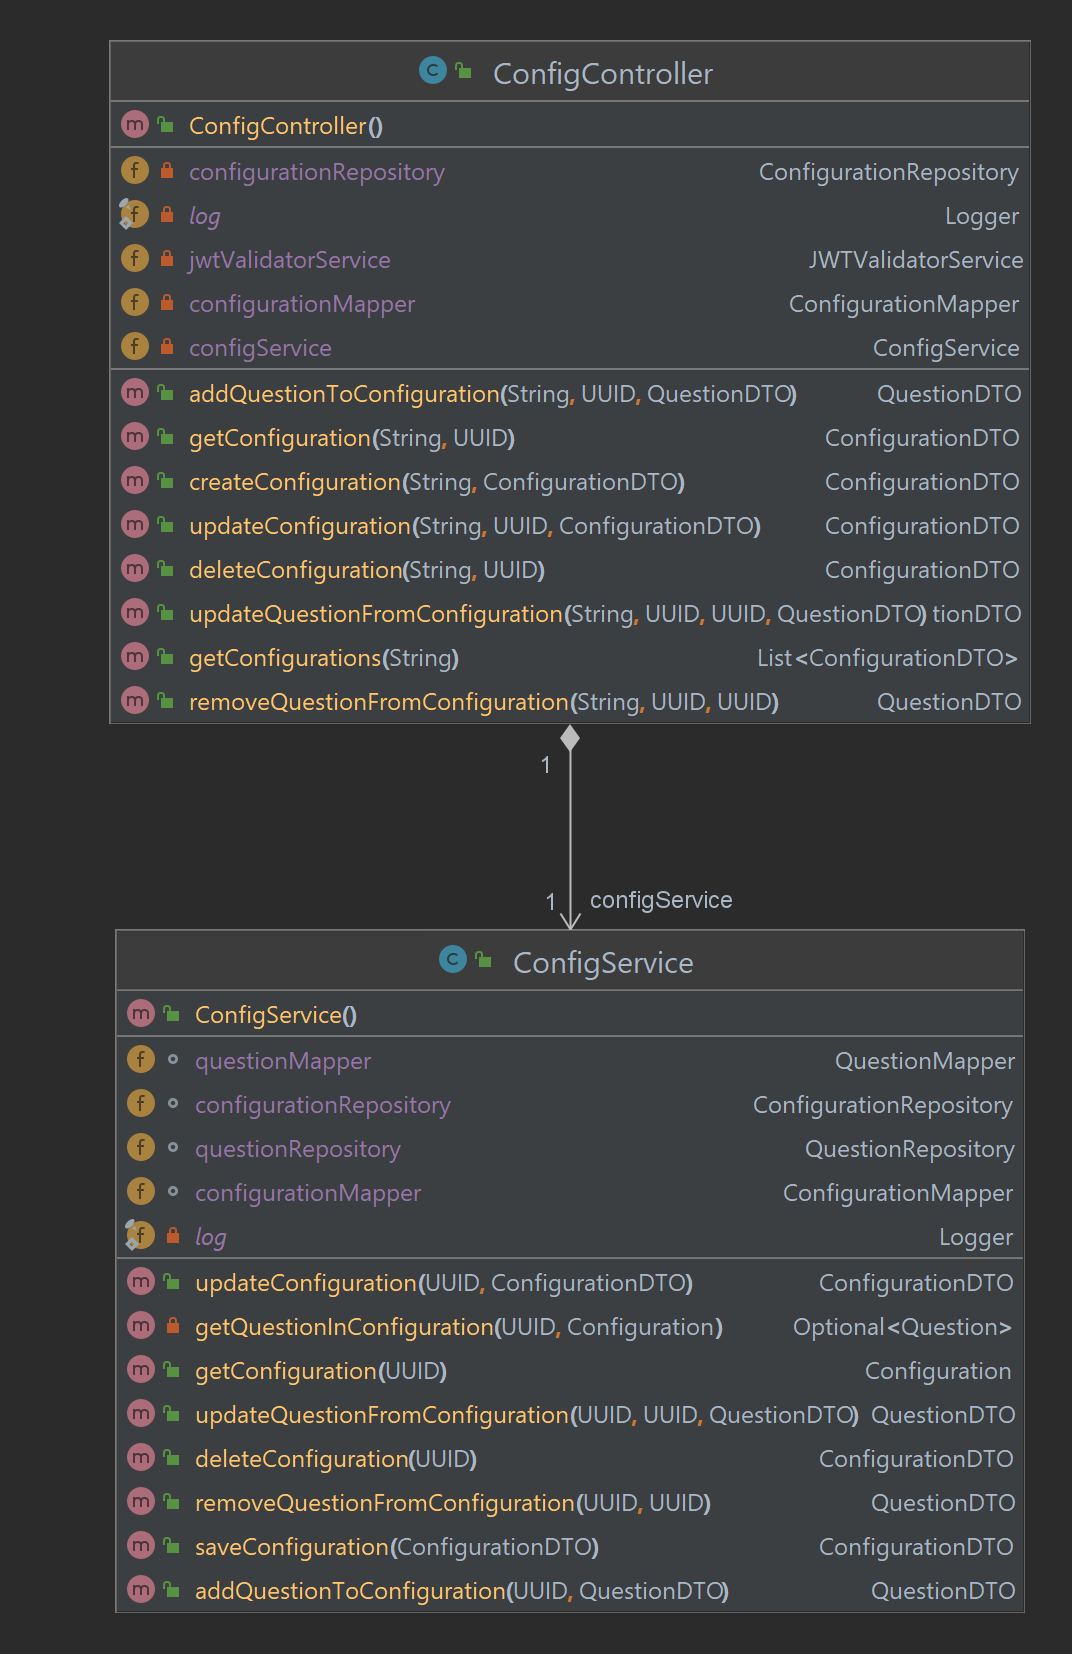 C ConfigController
m ConfigController()
f configurationRepository ConfigurationRepository
f log Logger
f jwtValidatorService JWTValidatorService
f configurationMapper ConfigurationMapper
f configService ConfigService
m addQuestionToConfiguration(String, UUID, QuestionDTO) QuestionDTO
m getConfiguration(String, UUID) ConfigurationDTO
m createConfiguration(String, ConfigurationDTO) ConfigurationDTO
m updateConfiguration(String, UUID, ConfigurationDTO) ConfigurationDTO
m deleteConfiguration(String, UUID) ConfigurationDTO
m updateQuestionFromConfiguration(String, UUID, UUID, QuestionDTO) tionDTO
m getConfigurations(String) List<ConfigurationDTO>
m removeQuestionFromConfiguration(String, UUID, UUID) QuestionDTO
1
1 configService
C ConfigService
m ConfigService()
f questionMapper QuestionMapper
f configurationRepository ConfigurationRepository
f questionRepository QuestionRepository
f configurationMapper ConfigurationMapper
f log Logger
m updateConfiguration(UUID, ConfigurationDTO) ConfigurationDTO
m getQuestionInConfiguration(UUID, Configuration) Optional<Question>
m getConfiguration(UUID) Configuration
m updateQuestionFromConfiguration(UUID, UUID, QuestionDTO) QuestionDTO
m deleteConfiguration(UUID) ConfigurationDTO
m removeQuestionFromConfiguration(UUID, UUID) QuestionDTO
m saveConfiguration(ConfigurationDTO) ConfigurationDTO
m addQuestionToConfiguration(UUID, QuestionDTO) QuestionDTO